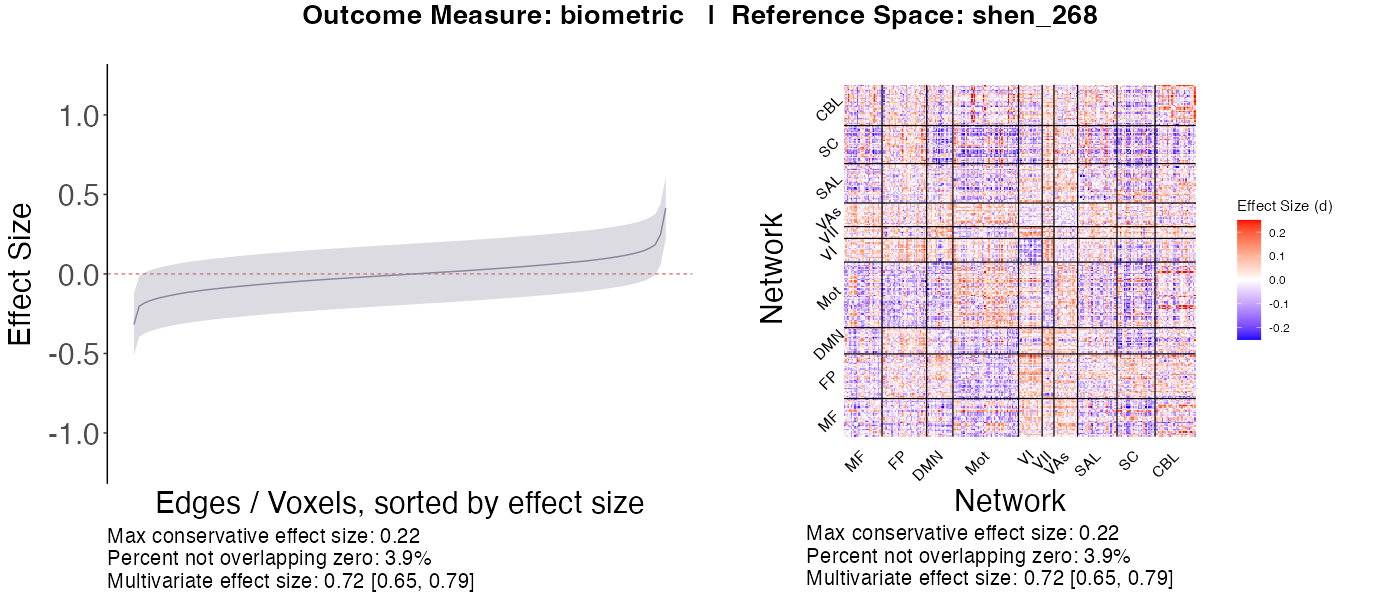 Outcome Measure: biometric | Reference Space: shen_268
Effect Size
1.0
0.5
0.0
-0.5
-1.0
Edges / Voxels, sorted by effect size
Max conservative effect size: 0.22
Percent not overlapping zero: 3.9%
Multivariate effect size: 0.72 [0.65, 0.79]
Network
CBL
SC
SAL
VAs
VII
VI
Mot
DMN
FP
MF
MF
FP
DMN
Mot
VI
VII
VAs
SAL
SC
CBL
Network
Max conservative effect size: 0.22
Percent not overlapping zero: 3.9%
Multivariate effect size: 0.72 [0.65, 0.79]
Effect Size (d)
0.2
0.1
0.0
-0.1
-0.2